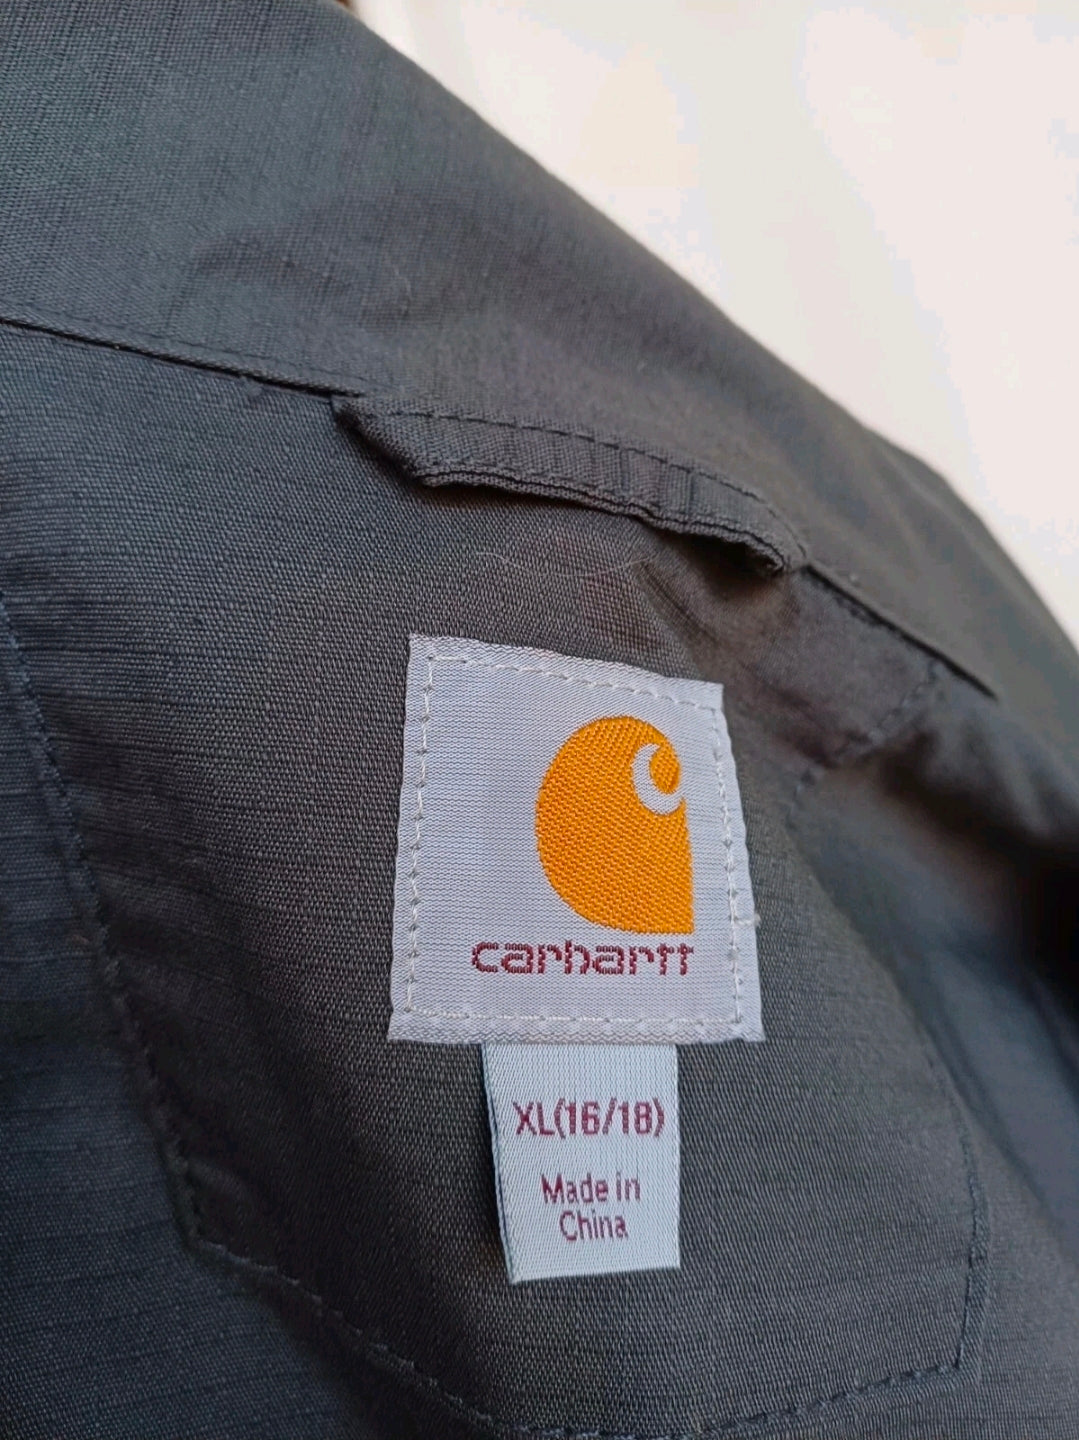 carhartt
XL(16/18)
Made in
China